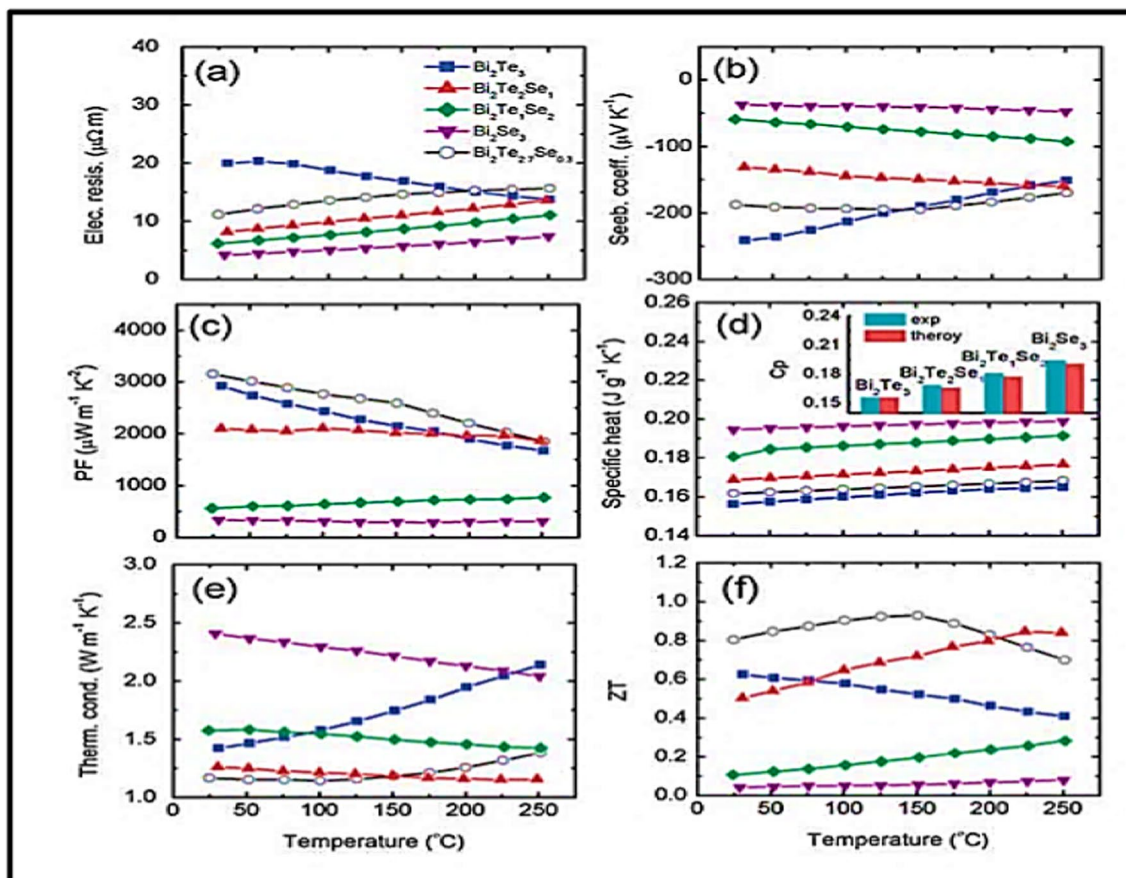 (a)
Bi₂Te₃
Bi₂Te₂Se₁
Bi₂Te₁Se₂
Bi₂Se₃
Bi₂Te₂.₇Se₀.₃
40
30
20
10
0
Elec. resis. (μΩm)
(b)
0
-100
-200
-300
Seeb. coeff. (μV K⁻¹)
(c)
4000
3000
2000
1000
0
PF (μWm⁻¹ K⁻²)
(d)
0.26
0.24
0.22
0.20
0.18
0.16
0.14
Specific heat (J g⁻¹ K⁻¹)
0.24
0.21
0.18
0.15
Cp
exp
theroy
Bi₂Te₃
Bi₂Te₂Se₁
Bi₂Te₁Se₂
Bi₂Se₃
(e)
3.0
2.5
2.0
1.5
1.0
Therm. cond. (W m⁻¹ K⁻¹)
0 50 100 150 200 250
Temperature (°C)
(f)
1.2
1.0
0.8
0.6
0.4
0.2
0.0
ZT
0 50 100 150 200 250
Temperature (°C)